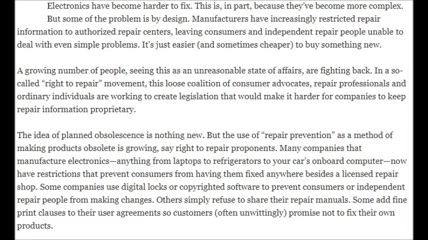 Electronics have become harder to fix. This is, in part, because they've become more complex.
But some of the problem is by design. Manufacturers have increasingly restricted repair
information to authorized repair centers, leaving consumers and independent repair people unable to
deal with even simple problems. It's just easier (and sometimes cheaper) to buy something new.
A growing number of people, seeing this as an unreasonable state of affairs, are fighting back. In a so-
called "right to repair" movement, this loose coalition of consumer advocates, repair professionals and
ordinary individuals are working to create legislation that would make it harder for companies to keep
repair information proprietary.
The idea of planned obsolescence is nothing new. But the use of "repair prevention" as a method of
making products obsolete is growing, say right to repair proponents. Many companies that
manufacture electronics—anything from laptops to refrigerators to your car's onboard computer—now
have restrictions that prevent consumers from having them fixed anywhere besides a licensed repair
shop. Some companies use digital locks or copyrighted software to prevent consumers or independent
repair people from making changes. Others simply refuse to share their repair manuals. Some add fine
print clauses to their user agreements so customers (often unwittingly) promise not to fix their own
products.